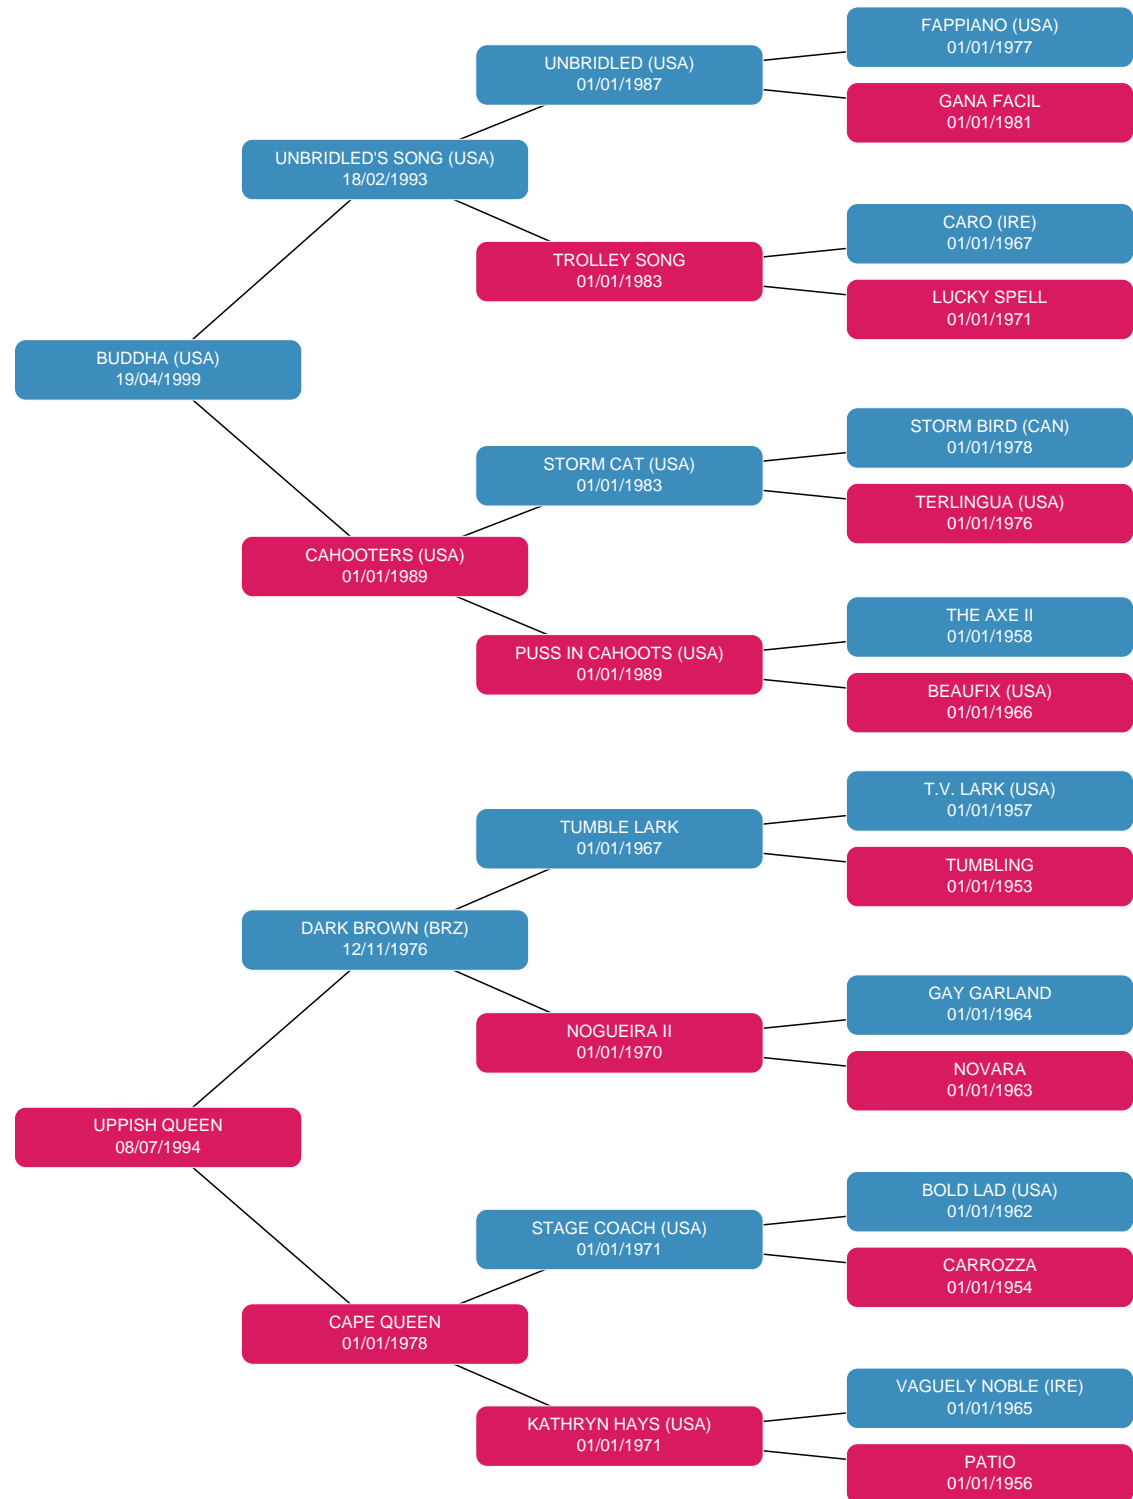 FAPPIANO (USA)
01/01/1977
UNBRIDLED (USA)
01/01/1987
GANA FACIL
01/01/1981
UNBRIDLED'S SONG (USA)
18/02/1993
CARO (IRE)
01/01/1967
TROLLEY SONG
01/01/1983
LUCKY SPELL
01/01/1971
BUDDHA (USA)
19/04/1999
STORM BIRD (CAN)
01/01/1978
STORM CAT (USA)
01/01/1983
TERLINGUA (USA)
01/01/1976
CAHOOTERS (USA)
01/01/1989
THE AXE II
01/01/1958
PUSS IN CAHOOTS (USA)
01/01/1989
BEAUFIX (USA)
01/01/1966
T.V. LARK (USA)
01/01/1957
TUMBLE LARK
01/01/1967
TUMBLING
01/01/1953
DARK BROWN (BRZ)
12/11/1976
GAY GARLAND
01/01/1964
NOGUEIRA II
01/01/1970
NOVARA
01/01/1963
UPPISH QUEEN
08/07/1994
BOLD LAD (USA)
01/01/1962
STAGE COACH (USA)
01/01/1971
CARROZZA
01/01/1954
CAPE QUEEN
01/01/1978
VAGUELY NOBLE (IRE)
01/01/1965
KATHRYN HAYS (USA)
01/01/1971
PATIO
01/01/1956